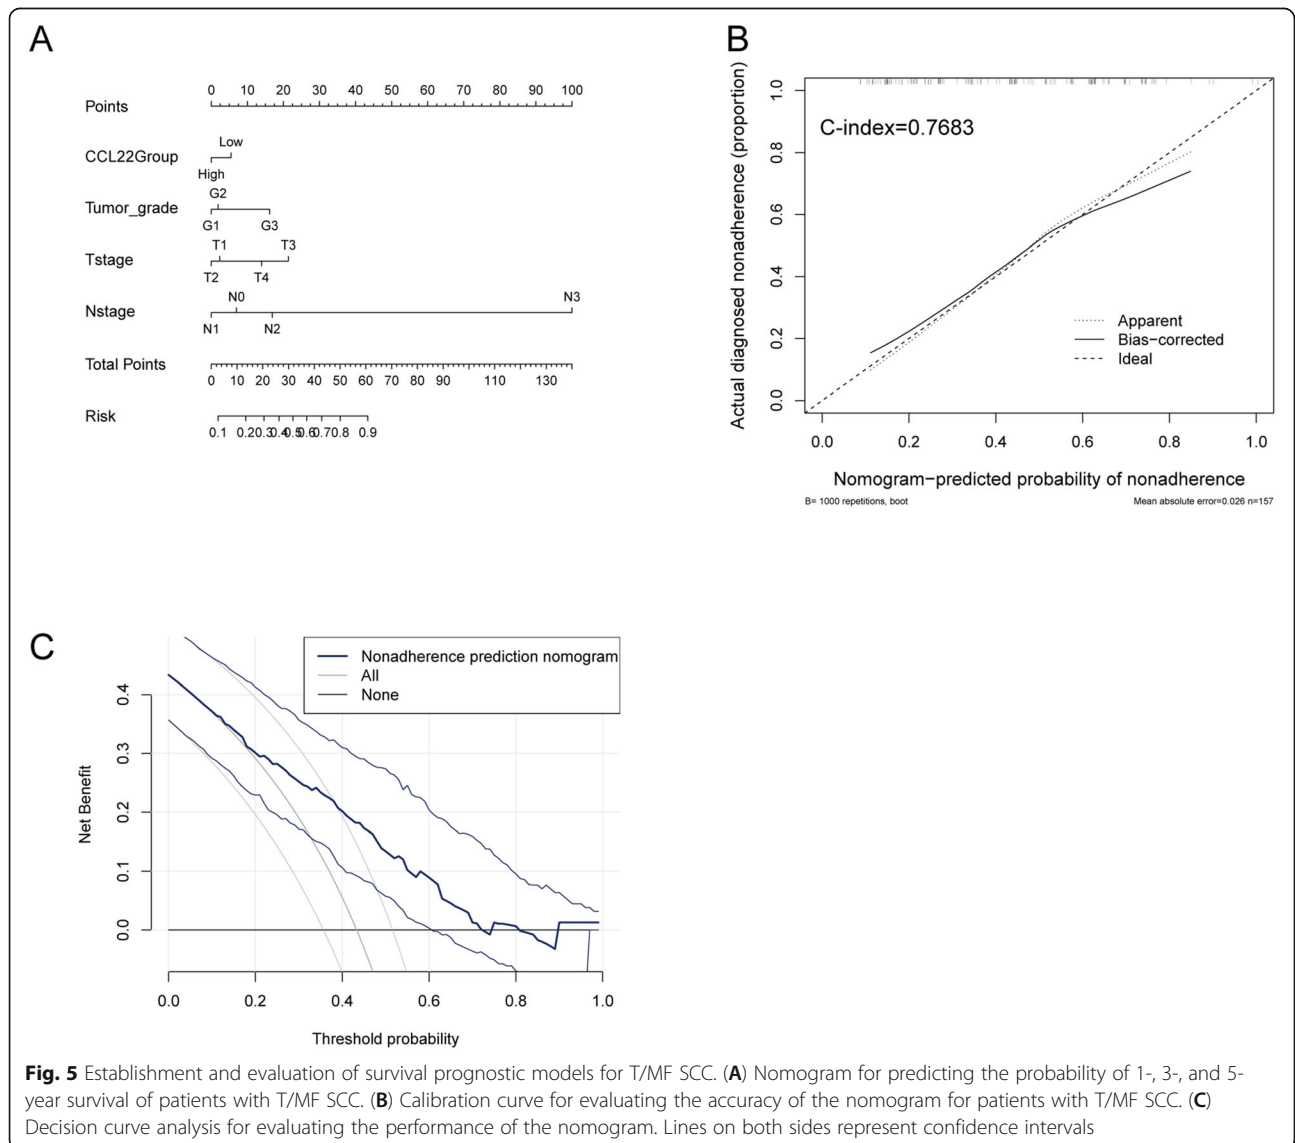 A
Points
0 10 20 30 40 50 60 70 80 90 100
CCL22Group
Low
High
Tumor_grade
G2
G1 G3
Tstage
T1 T3
T2 T4
Nstage
N0 N3
N1 N2
Total Points
0 10 20 30 40 50 60 70 80 90 110 130
Risk
0.1 0.2 0.3 0.4 0.5 0.6 0.7 0.8 0.9
B
Actual diagnosed nonadherence (proportion)
1.0
0.8
0.6
0.4
0.2
0.0
C-index=0.7683
Apparent
Bias-corrected
Ideal
0.0 0.2 0.4 0.6 0.8 1.0
Nomogram-predicted probability of nonadherence
B= 1000 repetitions, boot
Mean absolute error=0.026 n=157
C
Nonadherence prediction nomogram
All
None
Net Benefit
0.4
0.3
0.2
0.1
0.0
0.0 0.2 0.4 0.6 0.8 1.0
Threshold probability
Fig. 5 Establishment and evaluation of survival prognostic models for T/MF SCC. (A) Nomogram for predicting the probability of 1-, 3-, and 5-
year survival of patients with T/MF SCC. (B) Calibration curve for evaluating the accuracy of the nomogram for patients with T/MF SCC. (C)
Decision curve analysis for evaluating the performance of the nomogram. Lines on both sides represent confidence intervals